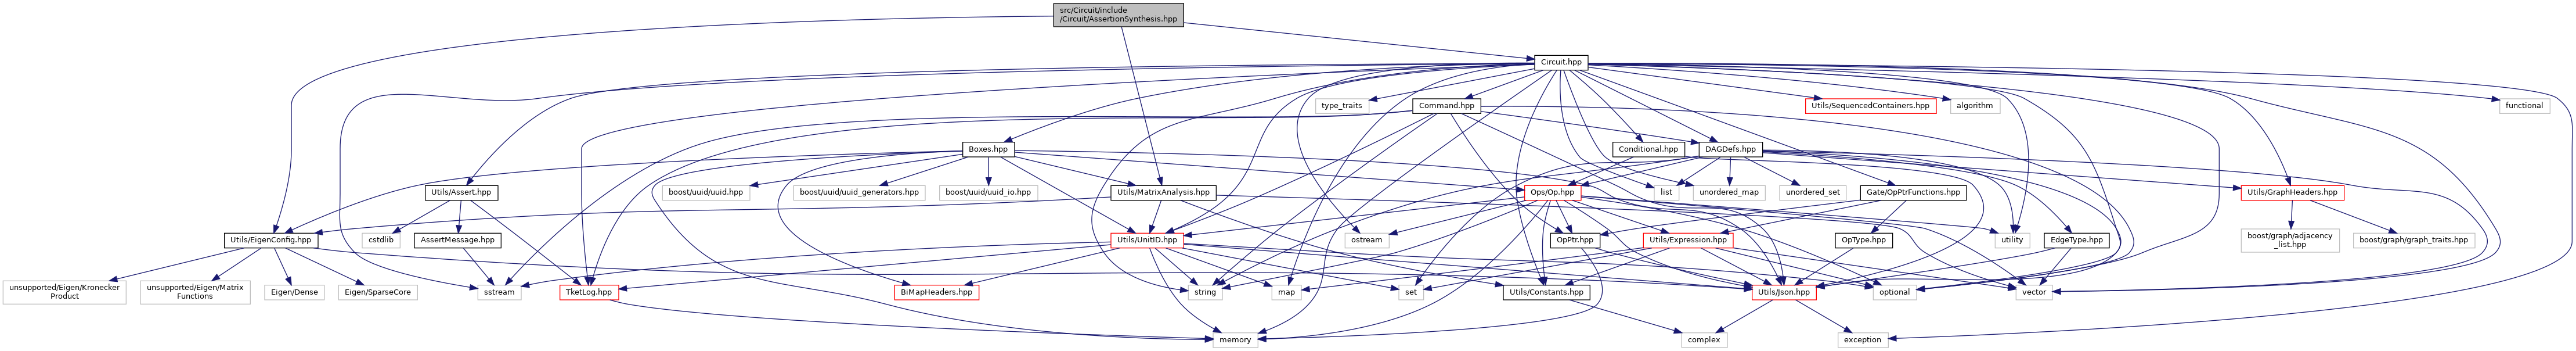 src/Circuit/include
/Circuit/AssertionSynthesis.hpp
Circuit.hpp
type_traits
Command.hpp
Utils/SequencedContainers.hpp
algorithm
functional
Boxes.hpp
Conditional.hpp
DAGDefs.hpp
Utils/Assert.hpp
boost/uuid/uuid.hpp
boost/uuid/uuid_generators.hpp
boost/uuid/uuid_io.hpp
Utils/MatrixAnalysis.hpp
Ops/Op.hpp
list
unordered_map
unordered_set
Gate/OpPtrFunctions.hpp
Utils/GraphHeaders.hpp
Utils/EigenConfig.hpp
cstdlib
AssertMessage.hpp
Utils/UnitID.hpp
ostream
OpPtr.hpp
Utils/Expression.hpp
OpType.hpp
utility
EdgeType.hpp
boost/graph/adjacency
_list.hpp
boost/graph/graph_traits.hpp
unsupported/Eigen/Kronecker
Product
unsupported/Eigen/Matrix
Functions
Eigen/Dense
Eigen/SparseCore
sstream
TketLog.hpp
BiMapHeaders.hpp
string
map
set
Utils/Constants.hpp
Utils/Json.hpp
optional
vector
memory
complex
exception